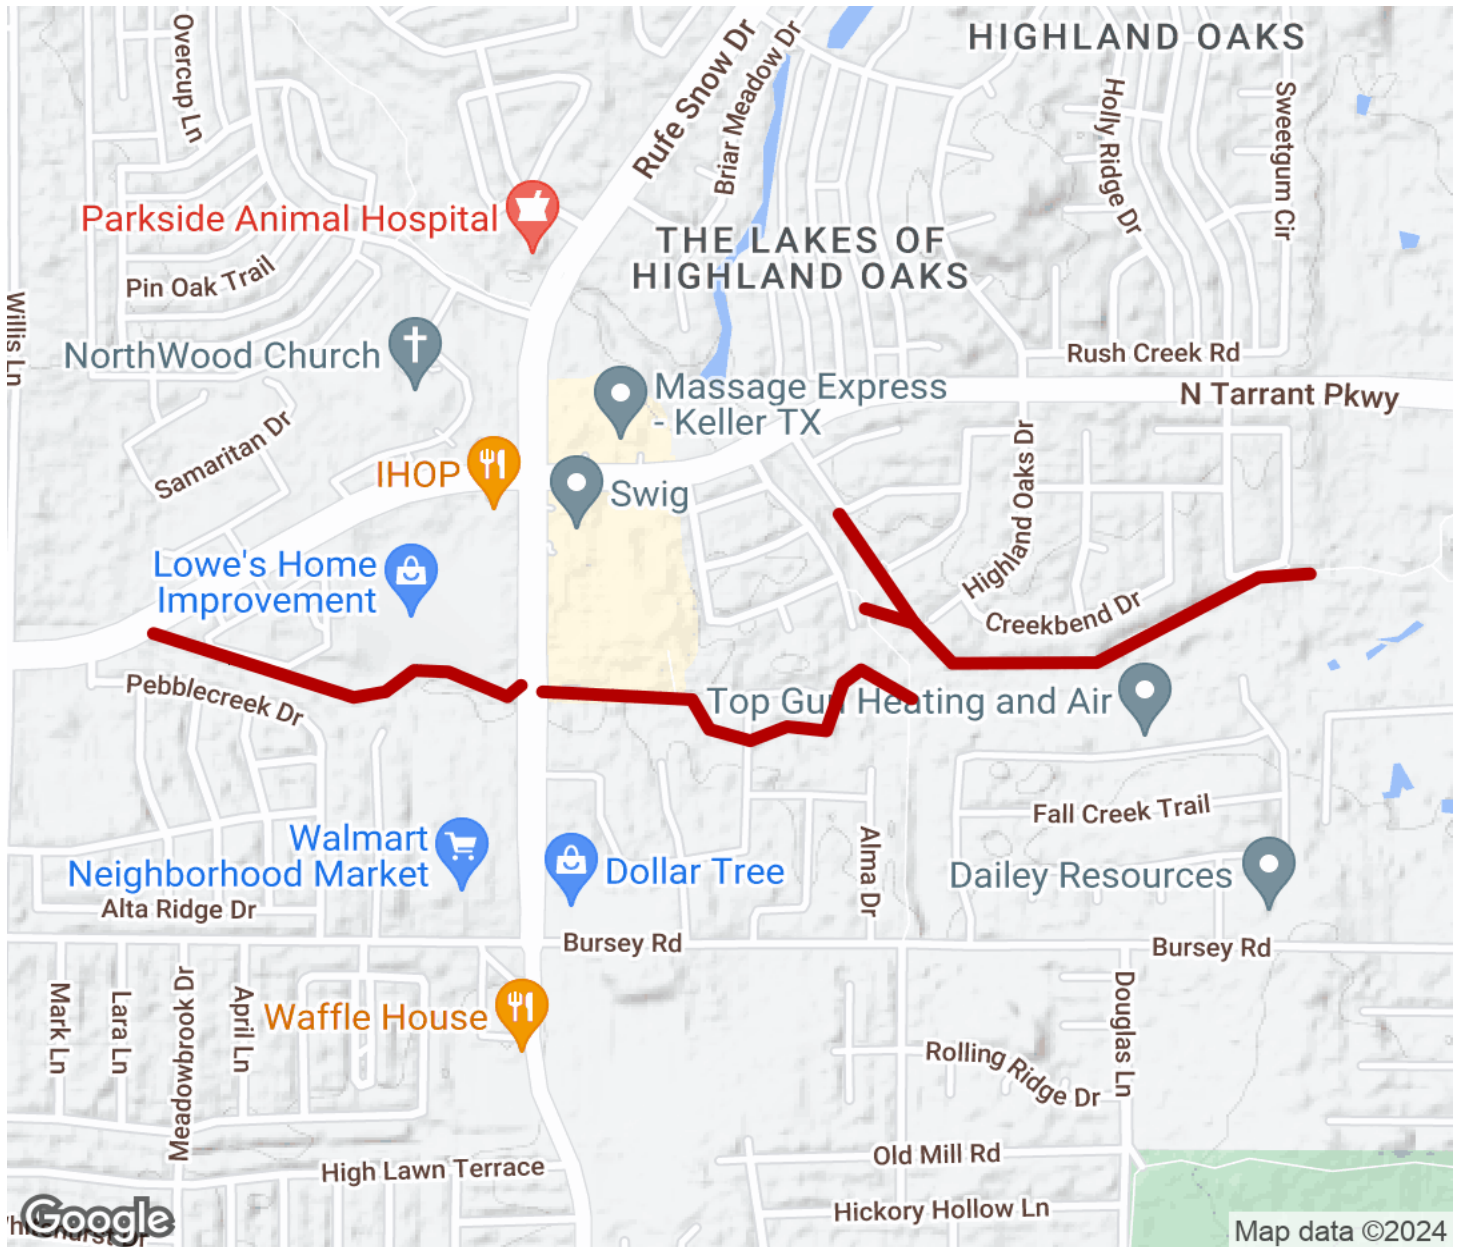 Overcup Ln
Rufe Snow Dr
Briar Meadow Dr
HIGHLAND OAKS
Holly Ridge Dr
Sweetgum Cir
Parkside Animal Hospital
THE LAKES OF
HIGHLAND OAKS
Pin Oak Trail
Willis Ln
NorthWood Church
Rush Creek Rd
Massage Express
- Keller TX
N Tarrant Pkwy
Samaritan Dr
IHOP
Swig
Highland Oaks Dr
Lowe's Home
Improvement
Creekbend Dr
Pebblecreek Dr
Top Gun Heating and Air
Fall Creek Trail
Walmart
Neighborhood Market
Dollar Tree
Alma Dr
Dailey Resources
Alta Ridge Dr
Bursey Rd
Bursey Rd
Mark Ln
Lara Ln
Meadowbrook Dr
April Ln
Waffle House
Douglas Ln
Rolling Ridge Dr
High Lawn Terrace
Old Mill Rd
Hickory Hollow Ln
Google
Map data ©2024